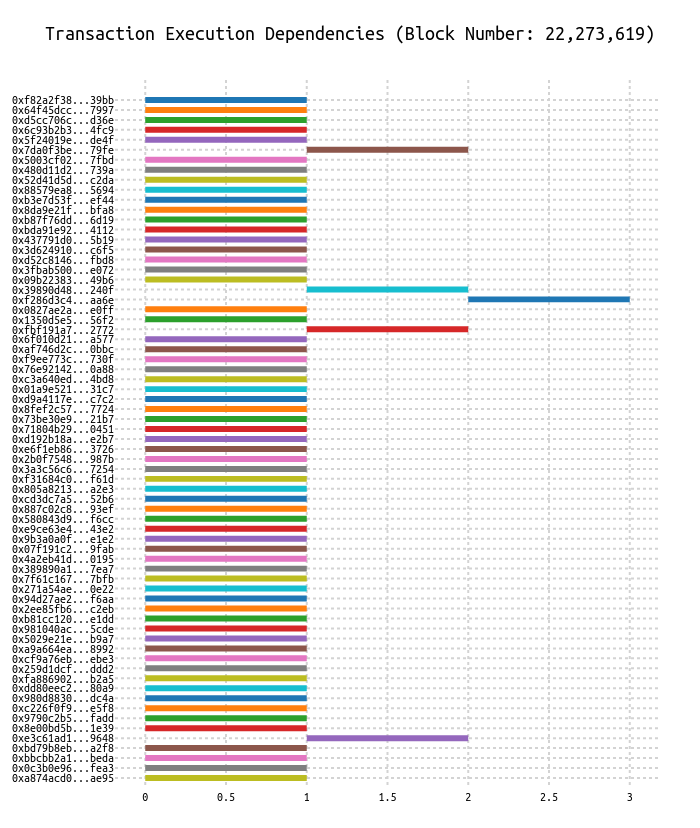 Transaction Execution Dependencies (Block Number: 22,273,619)
0xf82a2f38...39bb
0x64f45dcc...7997
0xd5cc706c...d36e
0x6c93b2b3...4fc9
0x5f24019e...de4f
0x7da0f3be...79fe
0x5003cf02...7fbd
0x480d11d2...739a
0x52d41d5d...c2da
0x88579ea8...5694
0xb3e7d53f...ef44
0x8da9e21f...bfa8
0xb87f76dd...6d19
0xbda91e92...4112
0x437791d0...5b19
0x3d624910...c6f5
0xd52c8146...fbd8
0x3fbab500...e072
0x09b22383...49b6
0x39890d48...240f
0xf286d3c4...aa6e
0x0827ae2a...e0ff
0x1350d5e5...56f2
0xfbf191a7...2772
0x6f010d21...a577
0xaf746d2c...0bbc
0xf9ee773c...730f
0x76e92142...0a88
0xc3a640ed...4bd8
0x01a9e521...31c7
0xd9a4117e...c7c2
0x8fef2c57...7724
0x73be30e9...21b7
0x71804b29...0451
0xd192b18a...e2b7
0xe6f1eb86...3726
0x2b0f7548...987b
0x3a3c56c6...7254
0xf31684c0...f61d
0x805a8213...a2e3
0xcd3dc7a5...52b6
0x887c02c8...93ef
0x580843d9...f6cc
0xe9ce63e4...43e2
0x9b3a0a0f...e1e2
0x07f191c2...9fab
0x4a2eb41d...0195
0x389890a1...7ea7
0x7f61c167...7bfb
0x271a54ae...0e22
0x94d27ae2...f6aa
0x2ee85fb6...c2eb
0xb81cc120...e1dd
0x981040ac...5cde
0x5029e21e...b9a7
0xa9a664ea...8992
0xcf9a76eb...ebe3
0x259d1dcf...ddd2
0xfa886902...b2a5
0xdd80eec2...80a9
0x980d8830...dc4a
0xc226f0f9...e5f8
0x9790c2b5...fadd
0x8e00bd5b...1e39
0xe3c61ad1...9648
0xbd79b8eb...a2f8
0xbbcbb2a1...beda
0x0c3b0e96...fea3
0xa874acd0...ae95
0 0.5 1 1.5 2 2.5 3